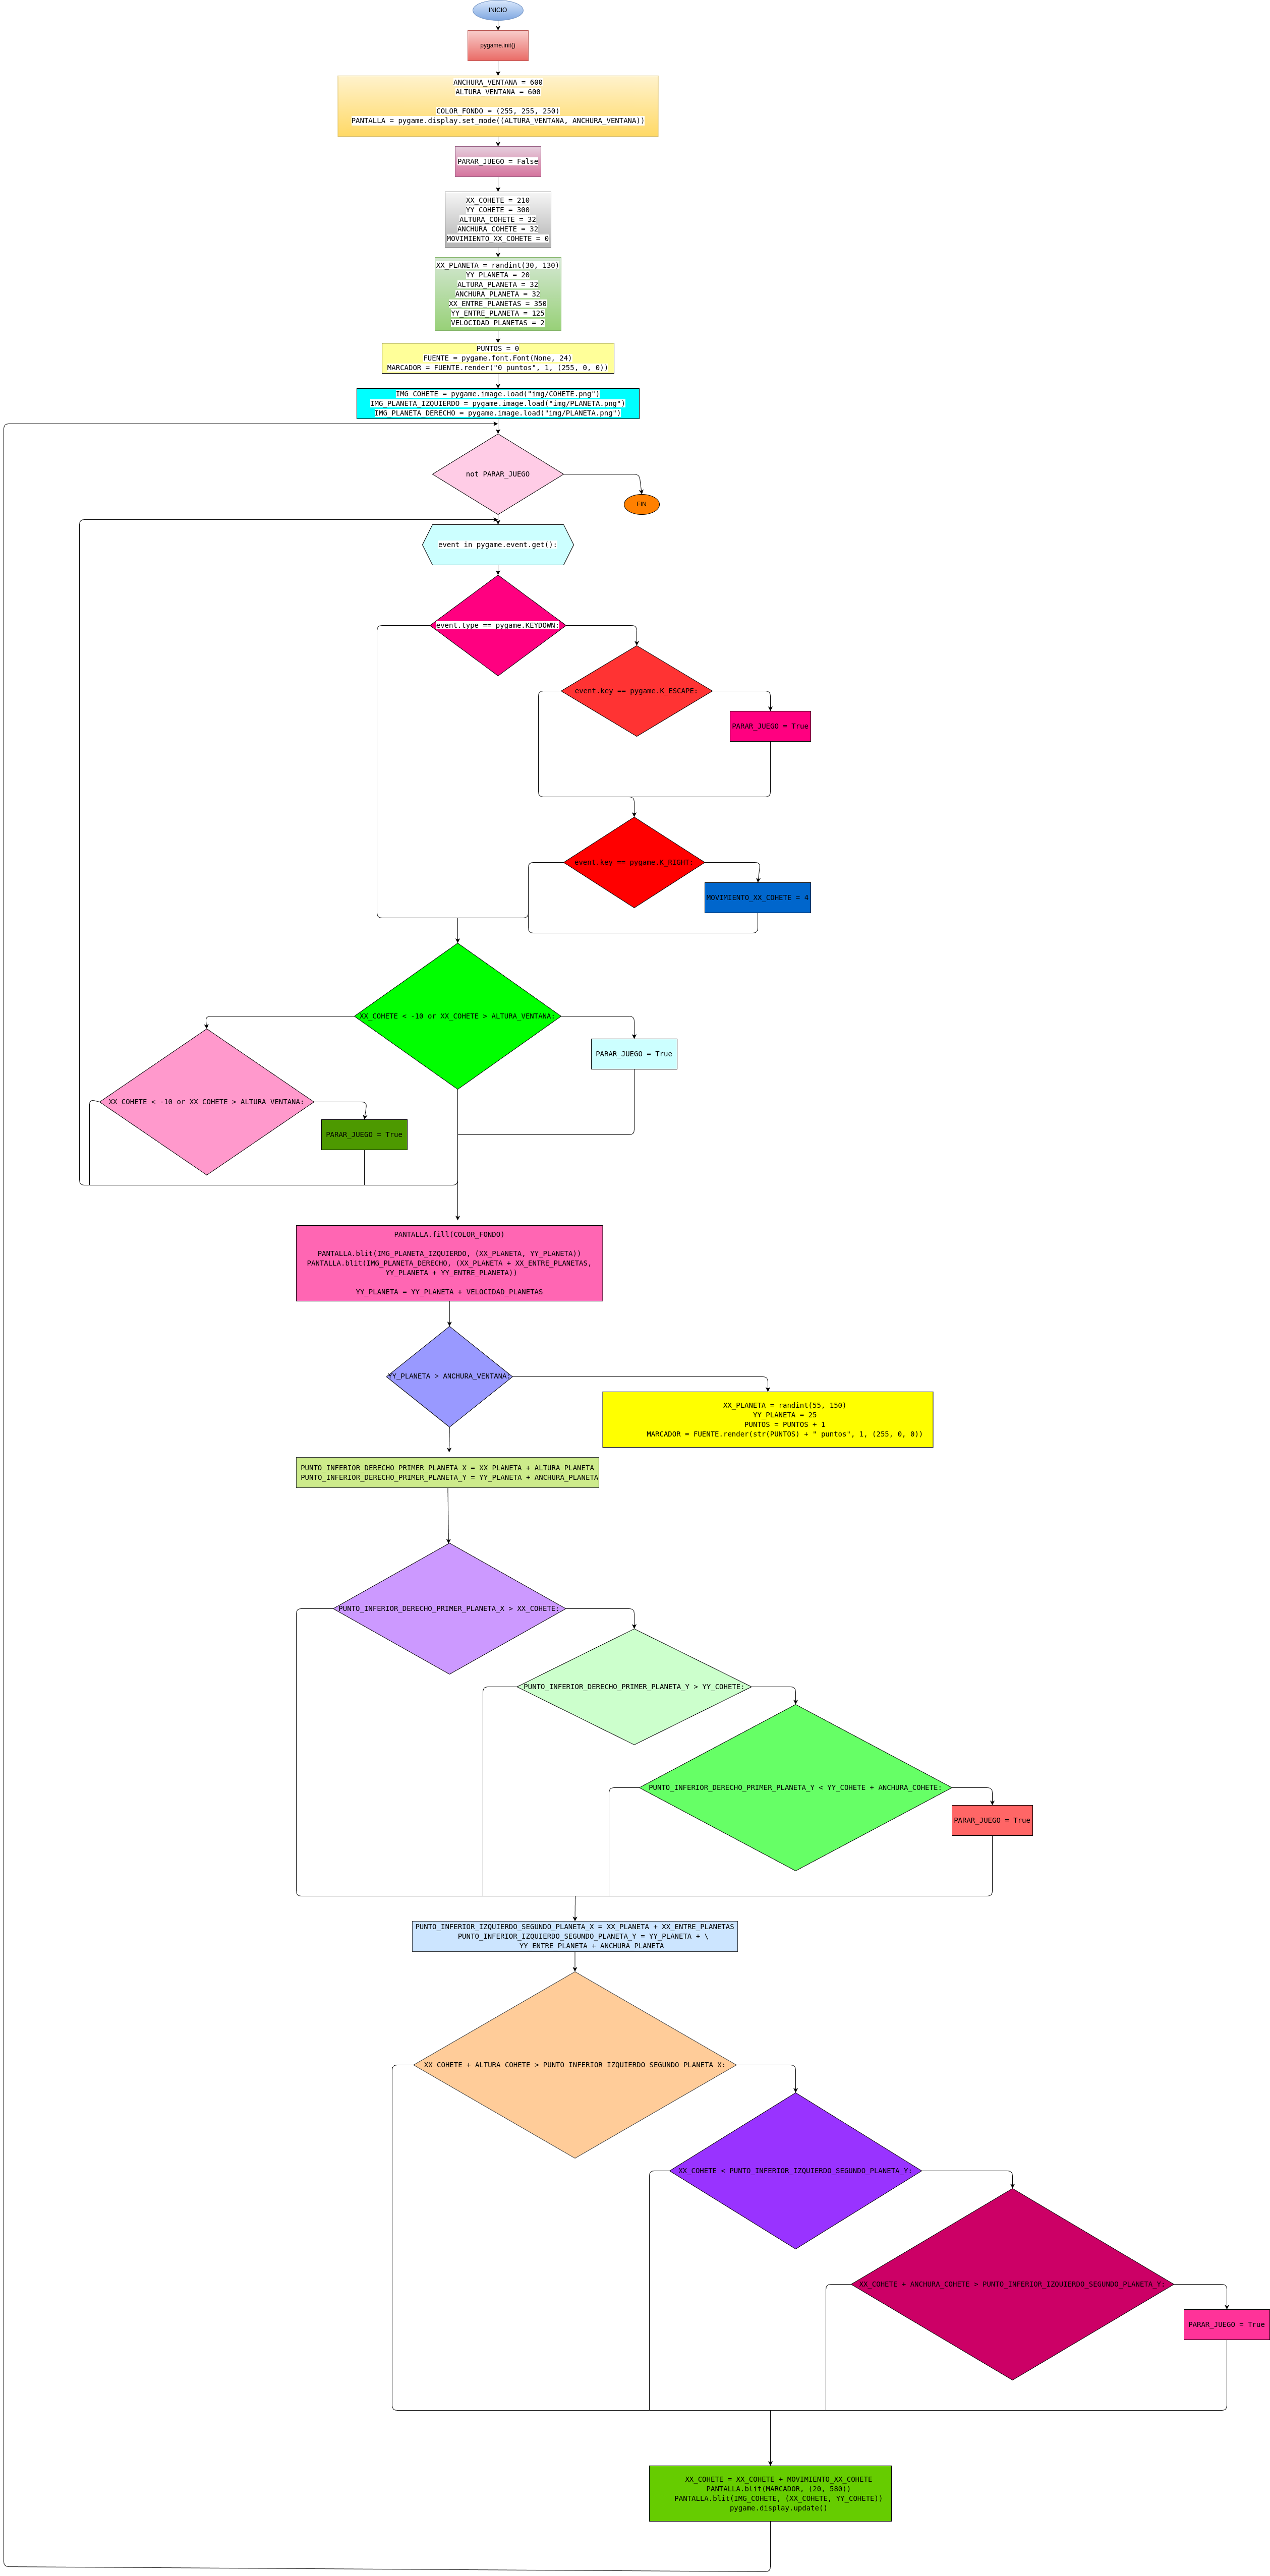 INICIO
pygame.init()
ANCHURA_VENTANA = 600
ALTURA_VENTANA = 600
COLOR_FONDO = (255, 255, 250)
PANTALLA = pygame.display.set_mode((ALTURA_VENTANA, ANCHURA_VENTANA))
PARAR_JUEGO = False
XX_COHETE = 210
YY_COHETE = 300
ALTURA_COHETE = 32
ANCHURA_COHETE = 32
MOVIMIENTO_XX_COHETE = 0
XX_PLANETA = randint(30, 130)
YY_PLANETA = 20
ALTURA_PLANETA = 32
ANCHURA_PLANETA = 32
XX_ENTRE_PLANETAS = 350
YY_ENTRE_PLANETA = 125
VELOCIDAD_PLANETAS = 2
PUNTOS = 0
FUENTE = pygame.font.Font(None, 24)
MARCADOR = FUENTE.render("0 puntos", 1, (255, 0, 0))
IMG_COHETE = pygame.image.load("img/COHETE.png")
IMG_PLANETA_IZQUIERDO = pygame.image.load("img/PLANETA.png")
IMG_PLANETA_DERECHO = pygame.image.load("img/PLANETA.png")
not PARAR_JUEGO
FIN
event in pygame.event.get():
event.type == pygame.KEYDOWN:
event.key == pygame.K_ESCAPE:
PARAR_JUEGO = True
event.key == pygame.K_RIGHT:
MOVIMIENTO_XX_COHETE = 4
XX_COHETE < -10 or XX_COHETE > ALTURA_VENTANA:
PARAR_JUEGO = True
XX_COHETE < -10 or XX_COHETE > ALTURA_VENTANA:
PARAR_JUEGO = True
PANTALLA.fill(COLOR_FONDO)
PANTALLA.blit(IMG_PLANETA_IZQUIERDO, (XX_PLANETA, YY_PLANETA))
PANTALLA.blit(IMG_PLANETA_DERECHO, (XX_PLANETA + XX_ENTRE_PLANETAS,
YY_PLANETA + YY_ENTRE_PLANETA))
YY_PLANETA = YY_PLANETA + VELOCIDAD_PLANETAS
YY_PLANETA > ANCHURA_VENTANA:
XX_PLANETA = randint(55, 150)
YY_PLANETA = 25
PUNTOS = PUNTOS + 1
MARCADOR = FUENTE.render(str(PUNTOS) + " puntos", 1, (255, 0, 0))
PUNTO_INFERIOR_DERECHO_PRIMER_PLANETA_X = XX_PLANETA + ALTURA_PLANETA
PUNTO_INFERIOR_DERECHO_PRIMER_PLANETA_Y = YY_PLANETA + ANCHURA_PLANETA
PUNTO_INFERIOR_DERECHO_PRIMER_PLANETA_X > XX_COHETE:
PUNTO_INFERIOR_DERECHO_PRIMER_PLANETA_Y > YY_COHETE:
PUNTO_INFERIOR_DERECHO_PRIMER_PLANETA_Y < YY_COHETE + ANCHURA_COHETE:
PARAR_JUEGO = True
PUNTO_INFERIOR_IZQUIERDO_SEGUNDO_PLANETA_X = XX_PLANETA + XX_ENTRE_PLANETAS
PUNTO_INFERIOR_IZQUIERDO_SEGUNDO_PLANETA_Y = YY_PLANETA + \
YY_ENTRE_PLANETA + ANCHURA_PLANETA
XX_COHETE + ALTURA_COHETE > PUNTO_INFERIOR_IZQUIERDO_SEGUNDO_PLANETA_X:
XX_COHETE < PUNTO_INFERIOR_IZQUIERDO_SEGUNDO_PLANETA_Y:
XX_COHETE + ANCHURA_COHETE > PUNTO_INFERIOR_IZQUIERDO_SEGUNDO_PLANETA_Y:
PARAR_JUEGO = True
XX_COHETE = XX_COHETE + MOVIMIENTO_XX_COHETE
PANTALLA.blit(MARCADOR, (20, 580))
PANTALLA.blit(IMG_COHETE, (XX_COHETE, YY_COHETE))
pygame.display.update()